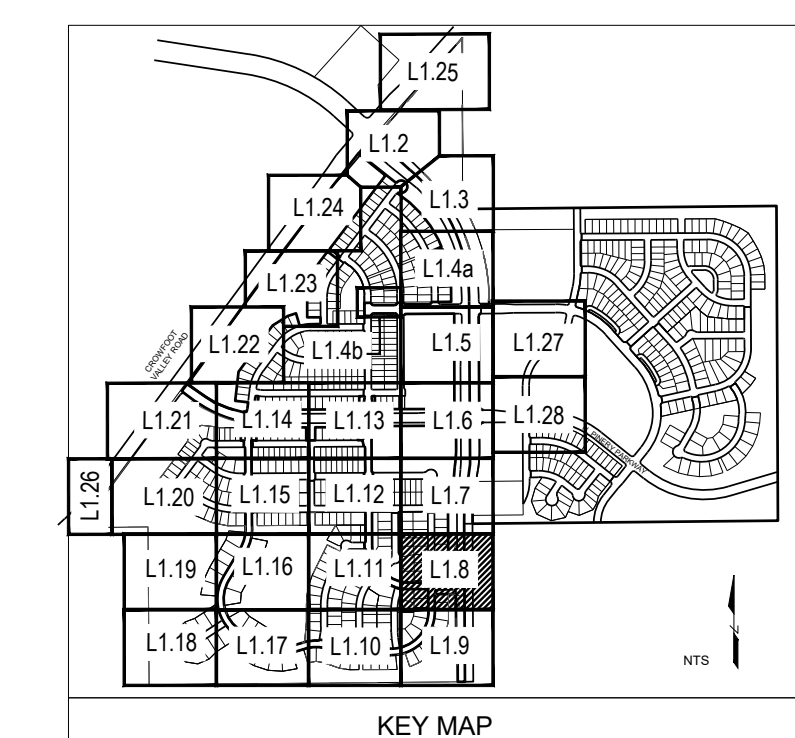 L1.25
L1.2
L1.24
L1.3
L1.23
L1.4a
CROWFOOT
VALLEY ROAD
L1.22
L1.4b
L1.5
L1.27
L1.21
L1.14
L1.13
L1.6
L1.28
PINERY PARKWAY
L1.26
L1.20
L1.15
L1.12
L1.7
L1.19
L1.16
L1.11
L1.8
L1.18
L1.17
L1.10
L1.9
NTS
N
KEY MAP